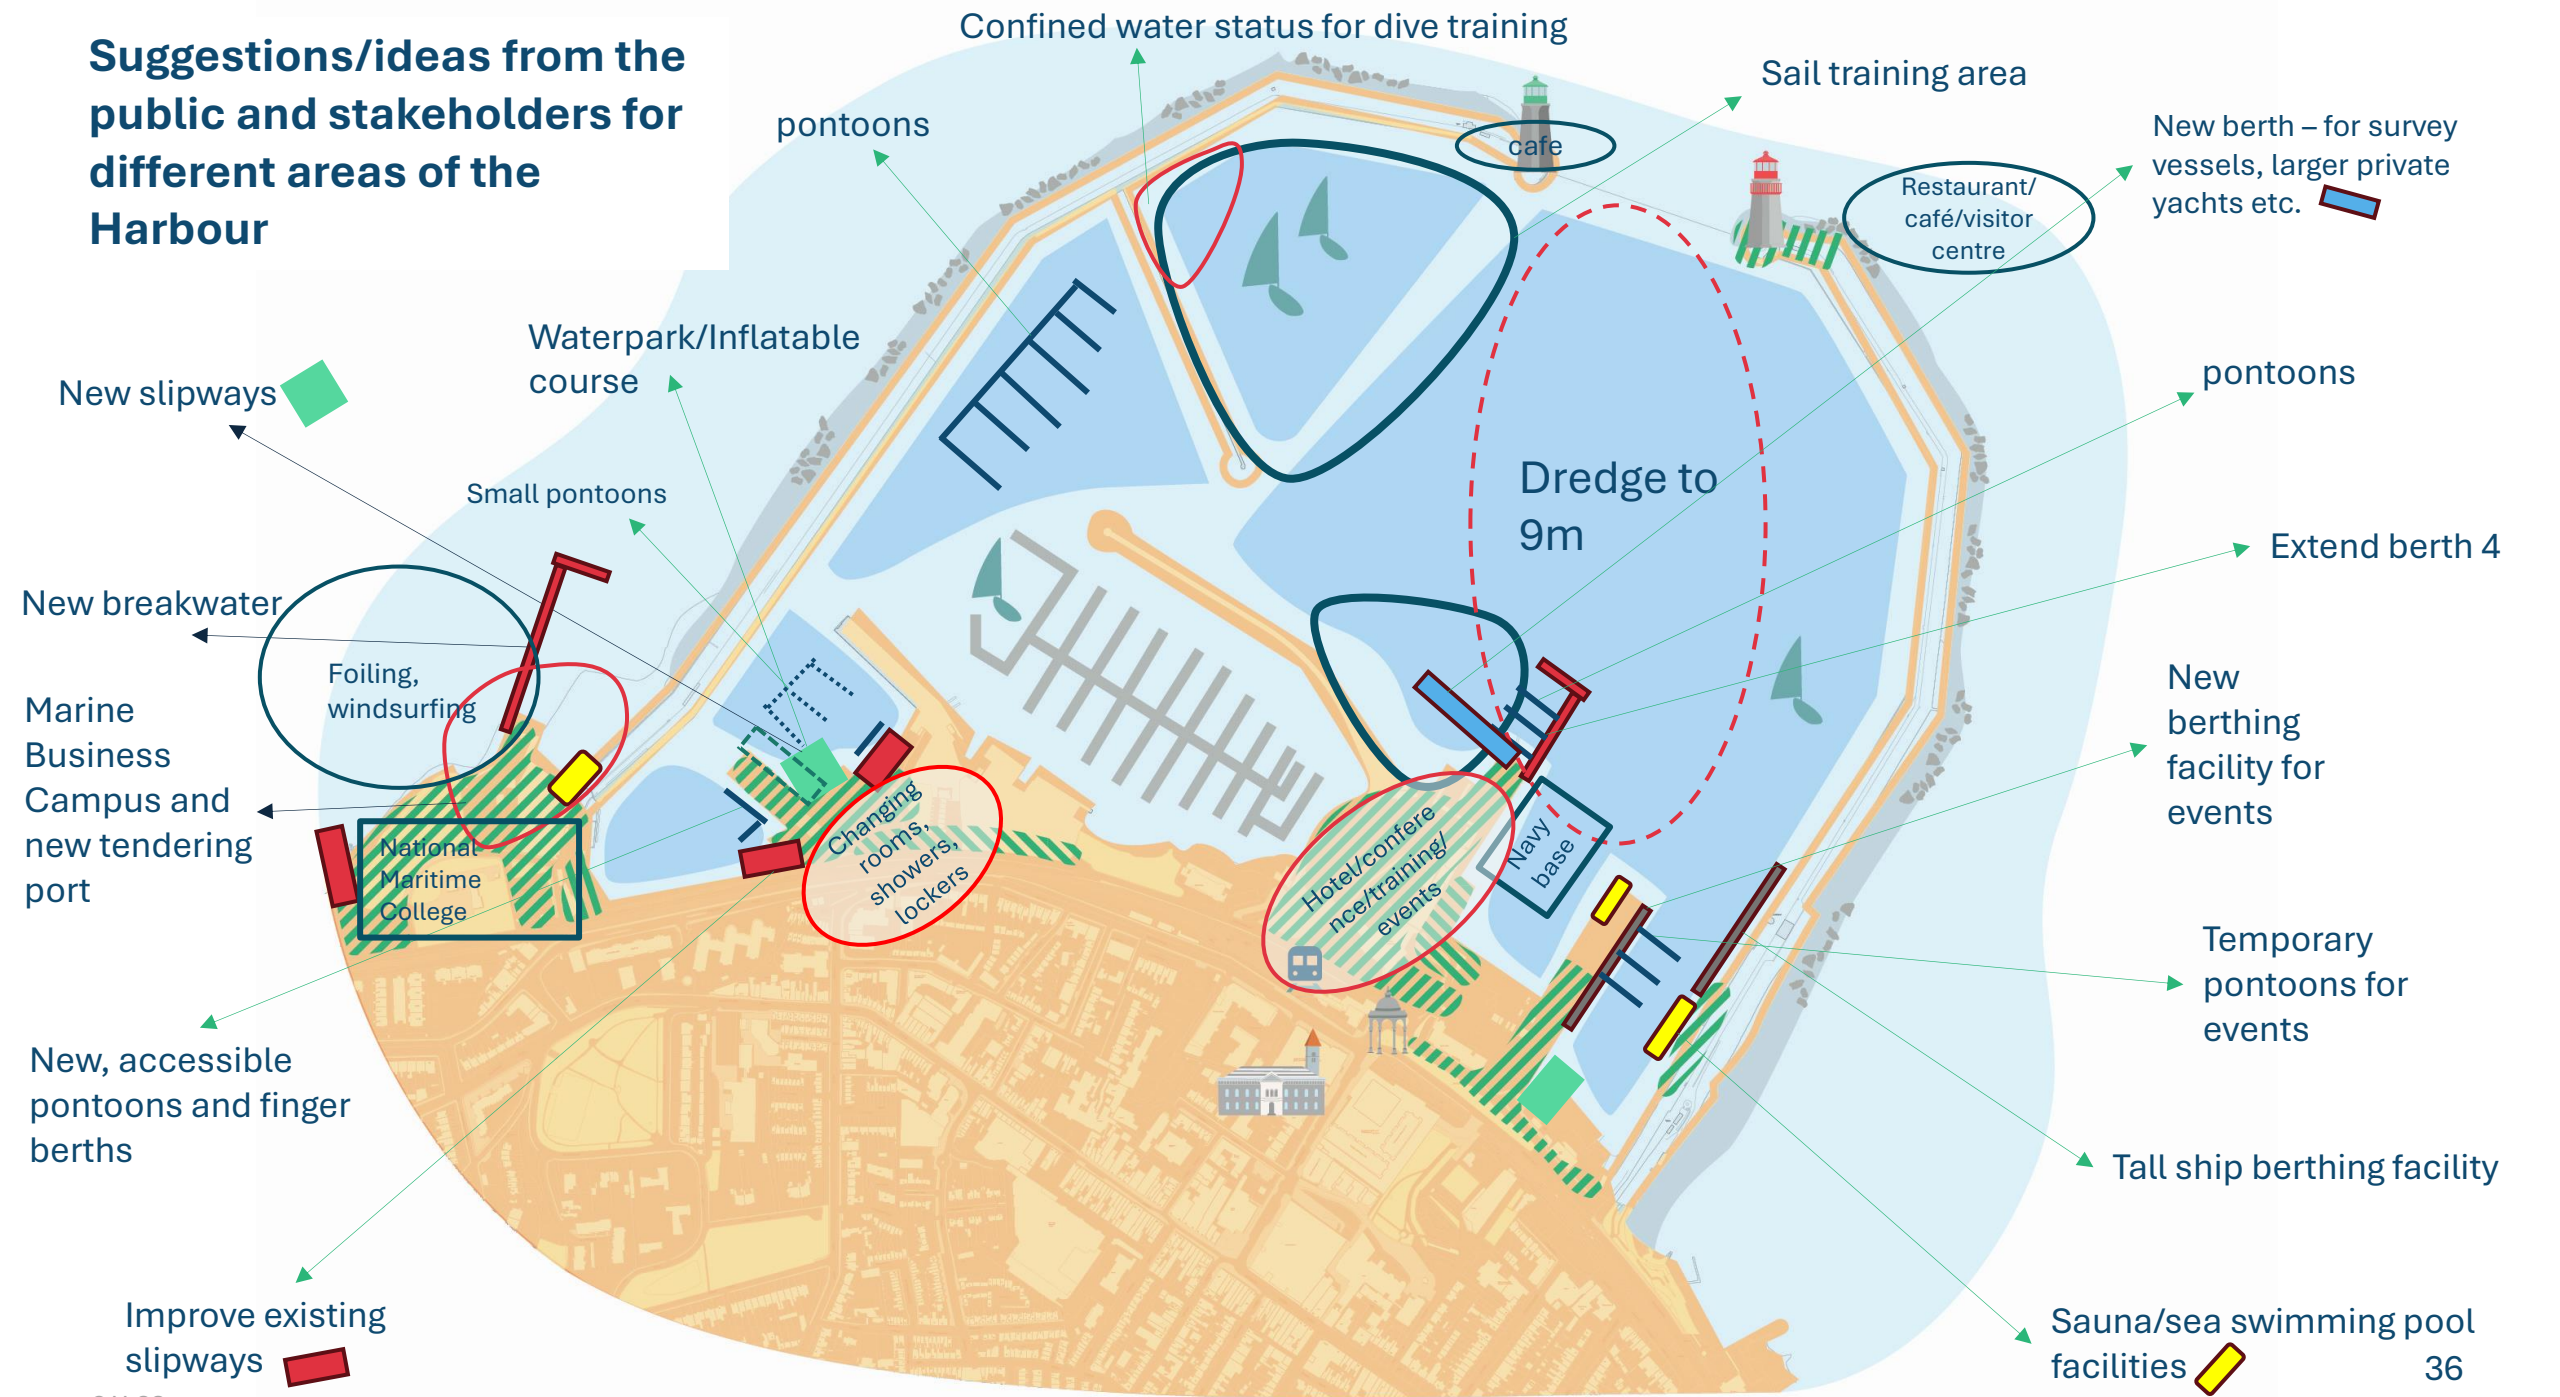 Suggestions/ideas from the
public and stakeholders for
different areas of the
Harbour
Confined water status for dive training
Sail training area
pontoons
cafe
New berth – for survey
vessels, larger private
yachts etc.
Restaurant/
café/visitor
centre
Waterpark/Inflatable
course
New slipways
pontoons
Small pontoons
Dredge to
9m
Extend berth 4
New breakwater
Foiling,
windsurfing
Marine
Business
Campus and
new tendering
port
New
berthing
facility for
events
National
Maritime
College
Changing
rooms,
showers,
lockers
Hotel/confere
nce/training/
events
Navy
base
Temporary
pontoons for
events
New, accessible
pontoons and finger
berths
Tall ship berthing facility
Improve existing
slipways
Sauna/sea swimming pool
facilities
36